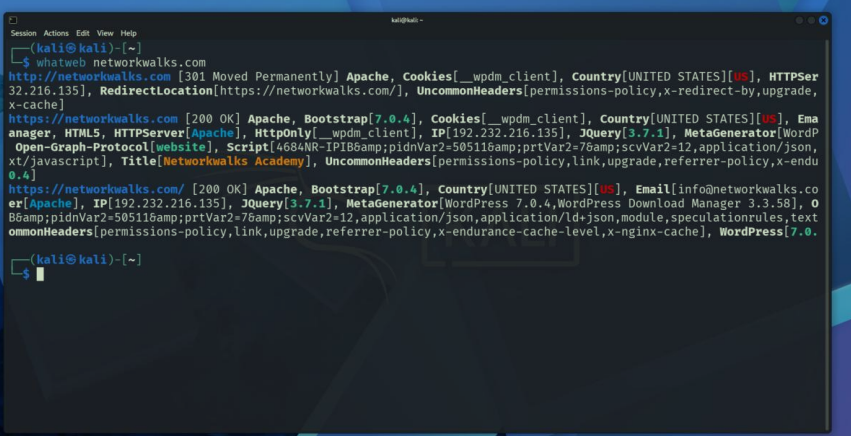 kali@kali: ~
Session Actions Edit View Help
┌──(kali㉿kali)-[~]
└─$ whatweb networkwalks.com
http://networkwalks.com [301 Moved Permanently] Apache, Cookies[__wpdm_client], Country[UNITED STATES][US], HTTPSer
32.216.135], RedirectLocation[https://networkwalks.com/], UncommonHeaders[permissions-policy,x-redirect-by,upgrade,
x-cache]
https://networkwalks.com [200 OK] Apache, Bootstrap[7.0.4], Cookies[__wpdm_client], Country[UNITED STATES][US], Ema
anager, HTML5, HTTPServer[Apache], HttpOnly[__wpdm_client], IP[192.232.216.135], JQuery[3.7.1], MetaGenerator[WordP
Open-Graph-Protocol[website], Script[4684NR-IPIB&amp;pidnVar2=50511&amp;prtVar2=7&amp;scvVar2=12,application/json,
xt/javascript], Title[Networkwalks Academy], UncommonHeaders[permissions-policy,link,upgrade,referrer-policy,x-endu
0.4]
https://networkwalks.com/ [200 OK] Apache, Bootstrap[7.0.4], Country[UNITED STATES][US], Email[info@networkwalks.co
er[Apache], IP[192.232.216.135], JQuery[3.7.1], MetaGenerator[WordPress 7.0.4,WordPress Download Manager 3.3.58], O
B&amp;pidnVar2=50511&amp;prtVar2=7&amp;scvVar2=12,application/json,application/ld+json,module,speculationrules,text
ommonHeaders[permissions-policy,link,upgrade,referrer-policy,x-endurance-cache-level,x-nginx-cache], WordPress[7.0.
┌──(kali㉿kali)-[~]
└─$